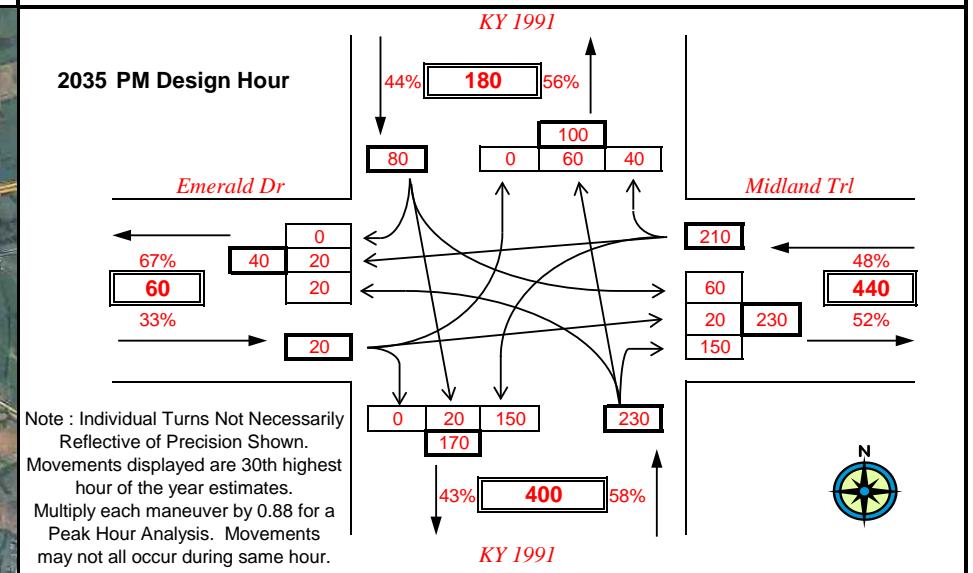 KY 1991
2035 PM Design Hour
44% 180 56%
100
80 0 60 40
Emerald Dr
Midland Trl
0
40 20
20
67%
60
33%
20
210
48%
440
52%
60
20 230
150
0 20 150
170
230
43% 400 58%
Note : Individual Turns Not Necessarily
Reflective of Precision Shown.
Movements displayed are 30th highest
hour of the year estimates.
Multiply each maneuver by 0.88 for a
Peak Hour Analysis. Movements
may not all occur during same hour.
N
KY 1991